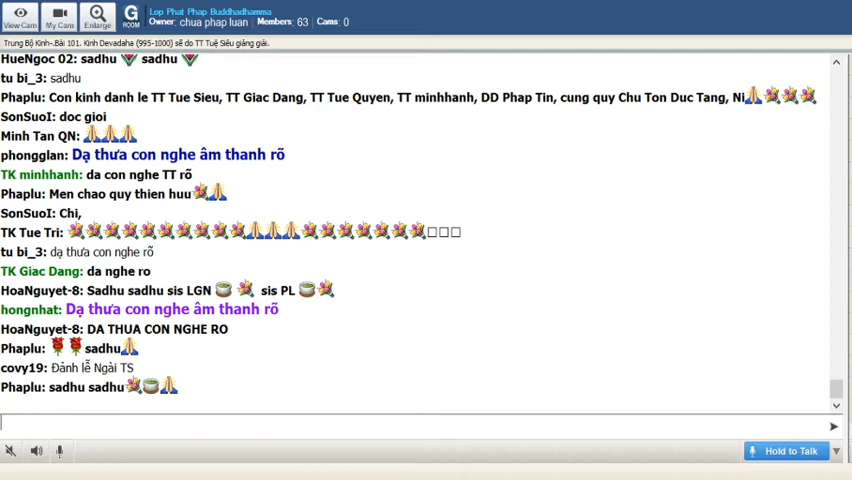 View Cam
My Cam
Enlarge
G
ROOM
Lop Phat Phap Buddhadhamma
Owner: chua phap luan Members: 63 Cams: 0
Trung Bộ Kinh-.Bài 101. Kinh Devadaha (995-1000) sẽ do TT Tuệ Siêu giảng giải.
HueNgoc 02: sadhu sadhu
tu bi_3: sadhu
Phaplu: Con kinh danh le TT Tue Sieu, TT Giac Dang, TT Tue Quyen, TT minhhanh, DD Phap Tin, cung quy Chu Ton Duc Tang, Ni
SonSuoI: doc gioi
Minh Tan QN:
phongglan: Dạ thưa con nghe âm thanh rõ
TK minhhanh: da con nghe TT rõ
Phaplu: Men chao quy thien huu
SonSuoI: Chi,
TK Tue Tri:
tu bi_3: dạ thưa con nghe rõ
TK Giac Dang: da nghe ro
HoaNguyet-8: Sadhu sadhu sis LGN sis PL
hongnhat: Dạ thưa con nghe âm thanh rõ
HoaNguyet-8: DA THUA CON NGHE RO
Phaplu: sadhu
covy19: Đảnh lễ Ngài TS
Phaplu: sadhu sadhu
Hold to Talk